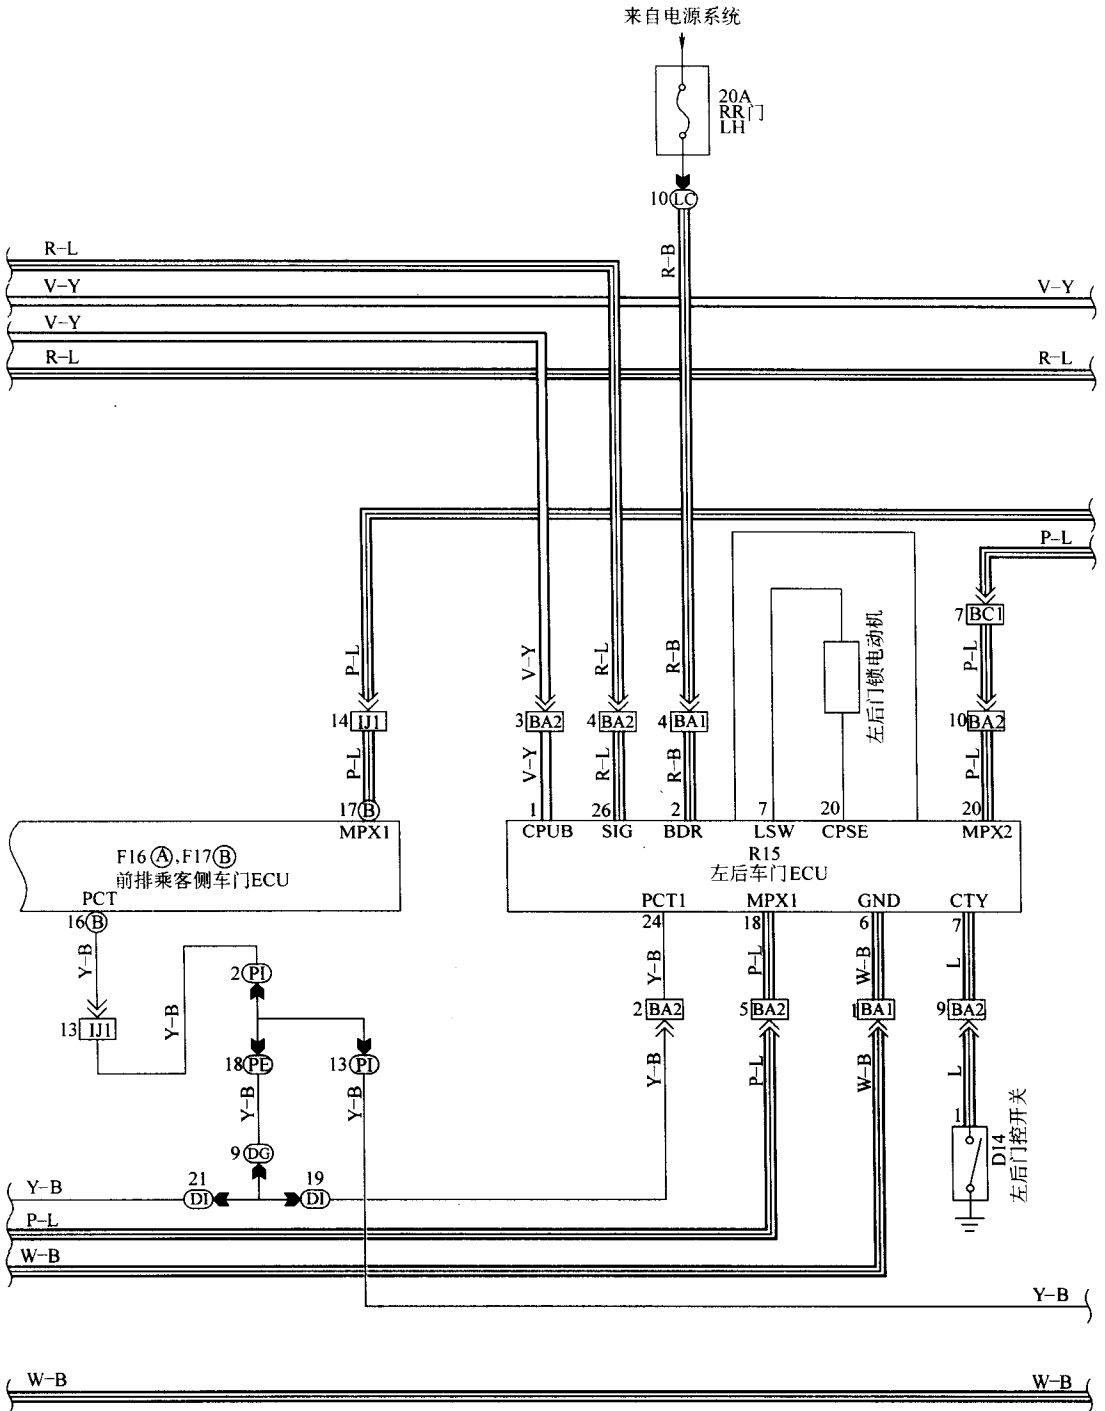 来自电源系统
20A
RR门
LH
10 LC
R-B
R-L
V-Y
V-Y
V-Y
R-L
R-L
P-L
7 BC1
P-L
V-Y
R-L
R-B
P-L
左后门锁电动机
14 IJ1
3 BA2
4 BA2
4 BA1
10 BA2
P-L
V-Y
R-L
R-B
P-L
17 B
1
26
2
7
20
20
MPX1
CPUB
SIG
BDR
LSW
CPSE
MPX2
F16 A, F17 B
前排乘客侧车门ECU
R15
左后车门ECU
PCT
PCT1
MPX1
GND
CTY
16 B
24
18
6
7
Y-B
Y-B
P-L
W-B
L
2 PI
13 IJ1
Y-B
2 BA2
5 BA2
1 BA1
9 BA2
18 PE
13 PI
Y-B
P-L
W-B
L
Y-B
Y-B
1
D14
左后门控开关
9 DG
21
DI
19
DI
Y-B
P-L
W-B
Y-B
W-B
W-B